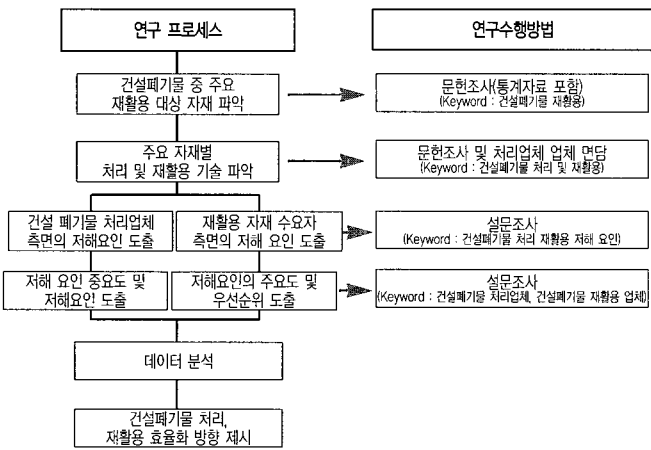 연구 프로세스
연구수행방법
건설폐기물 중 주요
재활용 대상 자재 파악
문헌조사(통계자료 포함)
(Keyword : 건설폐기물 재활용)
주요 자재별
처리 및 재활용 기술 파악
문헌조사 및 처리업체 업체 면담
(Keyword : 건설폐기물 처리 및 재활용)
건설 폐기물 처리업체
측면의 저해요인 도출
재활용 자재 수요자
측면의 저해 요인 도출
설문조사
(Keyword : 건설폐기물 처리 재활용 저해 요인)
저해 요인 중요도 및
저해요인 도출
저해요인의 주요도 및
우선순위 도출
설문조사
(Keyword : 건설폐기물 처리업체, 건설폐기물 재활용 업체)
데이터 분석
건설폐기물 처리,
재활용 효율화 방향 제시